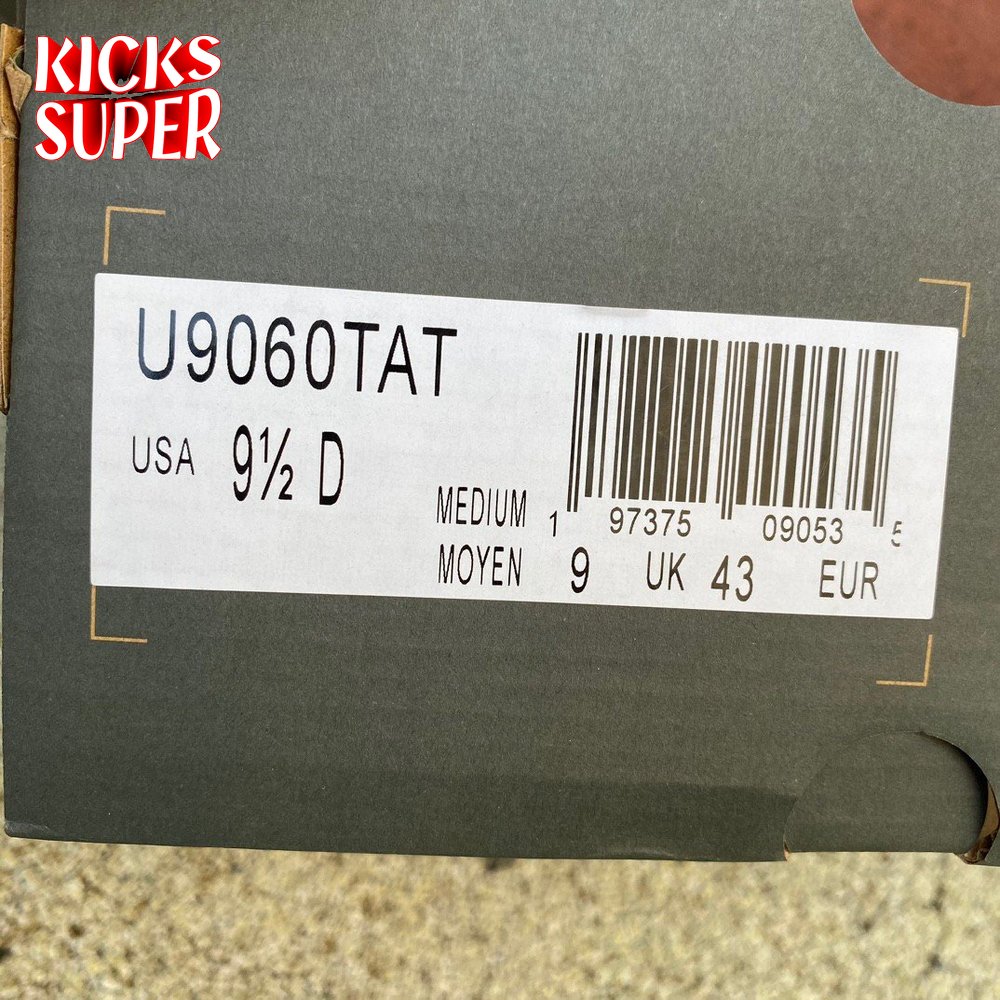 KICKS
SUPER
U9060TAT
USA 9½ D
MEDIUM
MOYEN
1 97375 09053 5
9 UK 43 EUR